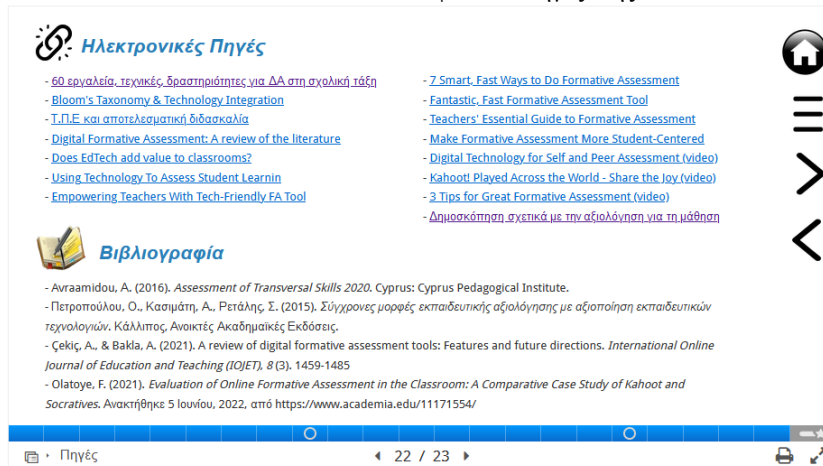 Ηλεκτρονικές Πηγές
- 60 εργαλεία, τεχνικές, δραστηριότητες για ΔΑ στη σχολική τάξη
- Bloom's Taxonomy & Technology Integration
- Τ.Π.Ε και αποτελεσματική διδασκαλία
- Digital Formative Assessment: A review of the literature
- Does EdTech add value to classrooms?
- Using Technology To Assess Student Learnin
- Empowering Teachers With Tech-Friendly FA Tool
- 7 Smart, Fast Ways to Do Formative Assessment
- Fantastic, Fast Formative Assessment Tool
- Teachers' Essential Guide to Formative Assessment
- Make Formative Assessment More Student-Centered
- Digital Technology for Self and Peer Assessment (video)
- Kahoot! Played Across the World - Share the Joy (video)
- 3 Tips for Great Formative Assessment (video)
- Δημοσκόπηση σχετικά με την αξιολόγηση για τη μάθηση
Βιβλιογραφία
- Avraamidou, A. (2016). Assessment of Transversal Skills 2020. Cyprus: Cyprus Pedagogical Institute.
- Πετροπούλου, Ο., Κασιμάτη, Α., Ρετάλης, Σ. (2015). Σύγχρονες μορφές εκπαιδευτικής αξιολόγησης με αξιοποίηση εκπαιδευτικών
τεχνολογιών. Κάλλιπος, Ανοικτές Ακαδημαϊκές Εκδόσεις.
- Çekiç, A., & Bakla, A. (2021). A review of digital formative assessment tools: Features and future directions. International Online
Journal of Education and Teaching (IOJET), 8 (3). 1459-1485
- Olatoye, F. (2021). Evaluation of Online Formative Assessment in the Classroom: A Comparative Case Study of Kahoot and
Socratives. Ανακτήθηκε 5 Ιουνίου, 2022, από https://www.academia.edu/11171554/
Πηγές
22 / 23